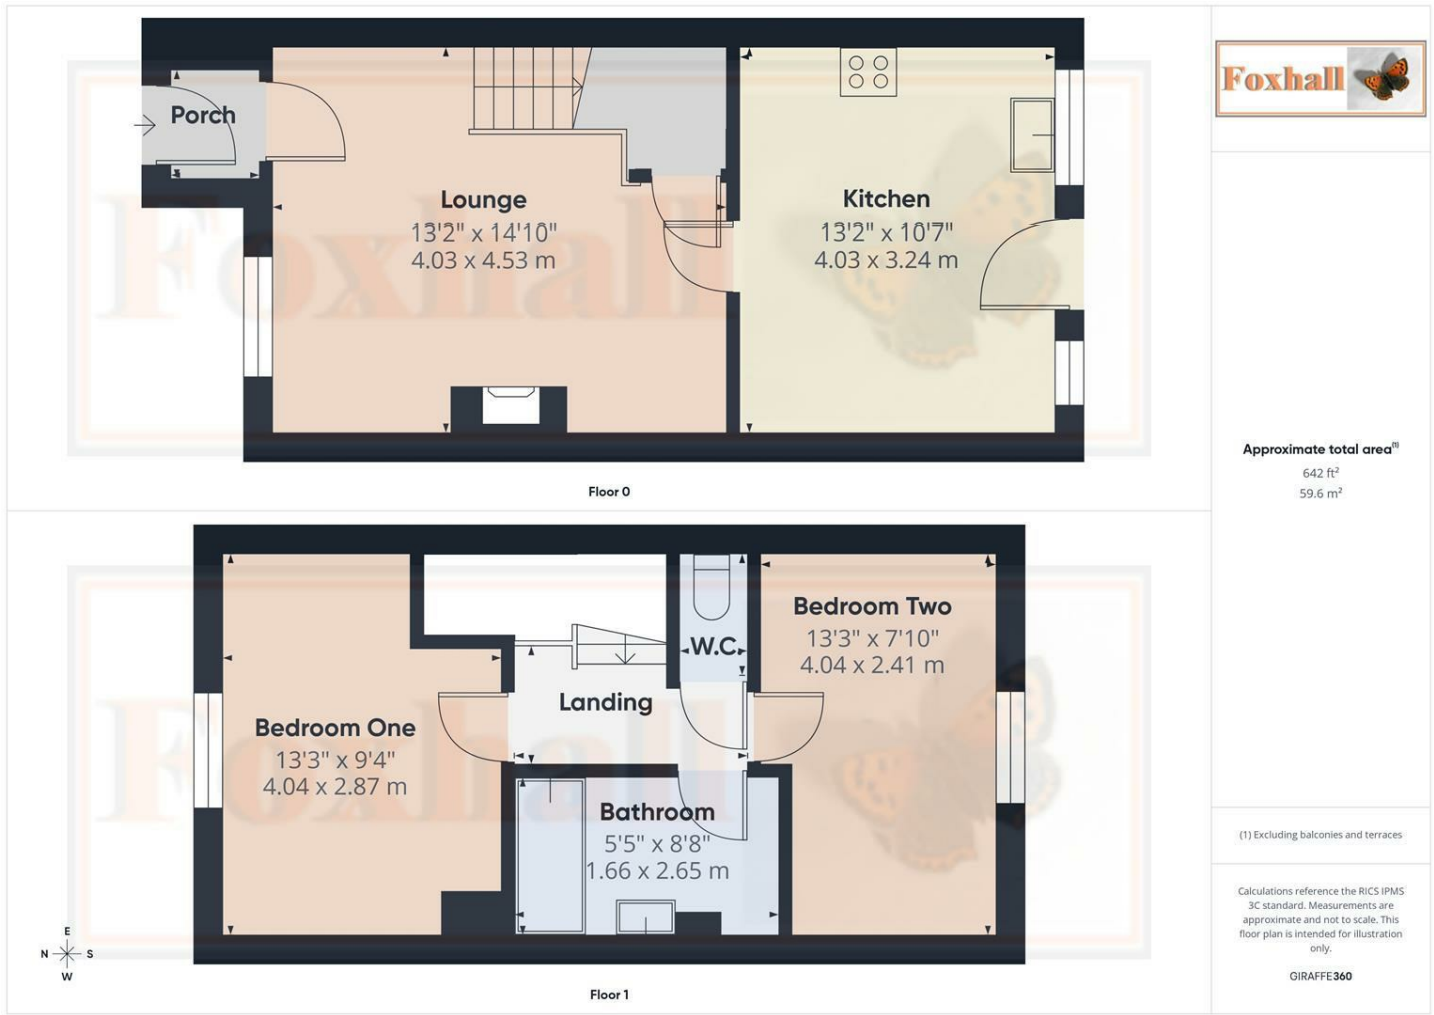 Porch
Lounge
13'2" x 14'10"
4.03 x 4.53 m
Kitchen
13'2" x 10'7"
4.03 x 3.24 m
Foxhall
Floor 0
Foxhall
Approximate total area(1)
642 ft²
59.6 m²
Bedroom One
13'3" x 9'4"
4.04 x 2.87 m
Landing
W.C.
Bedroom Two
13'3" x 7'10"
4.04 x 2.41 m
Bathroom
5'5" x 8'8"
1.66 x 2.65 m
Foxhall
E
N S
W
Floor 1
(1) Excluding balconies and terraces
Calculations reference the RICS IPMS
3C standard. Measurements are
approximate and not to scale. This
floor plan is intended for illustration
only.
GIRAFFE360